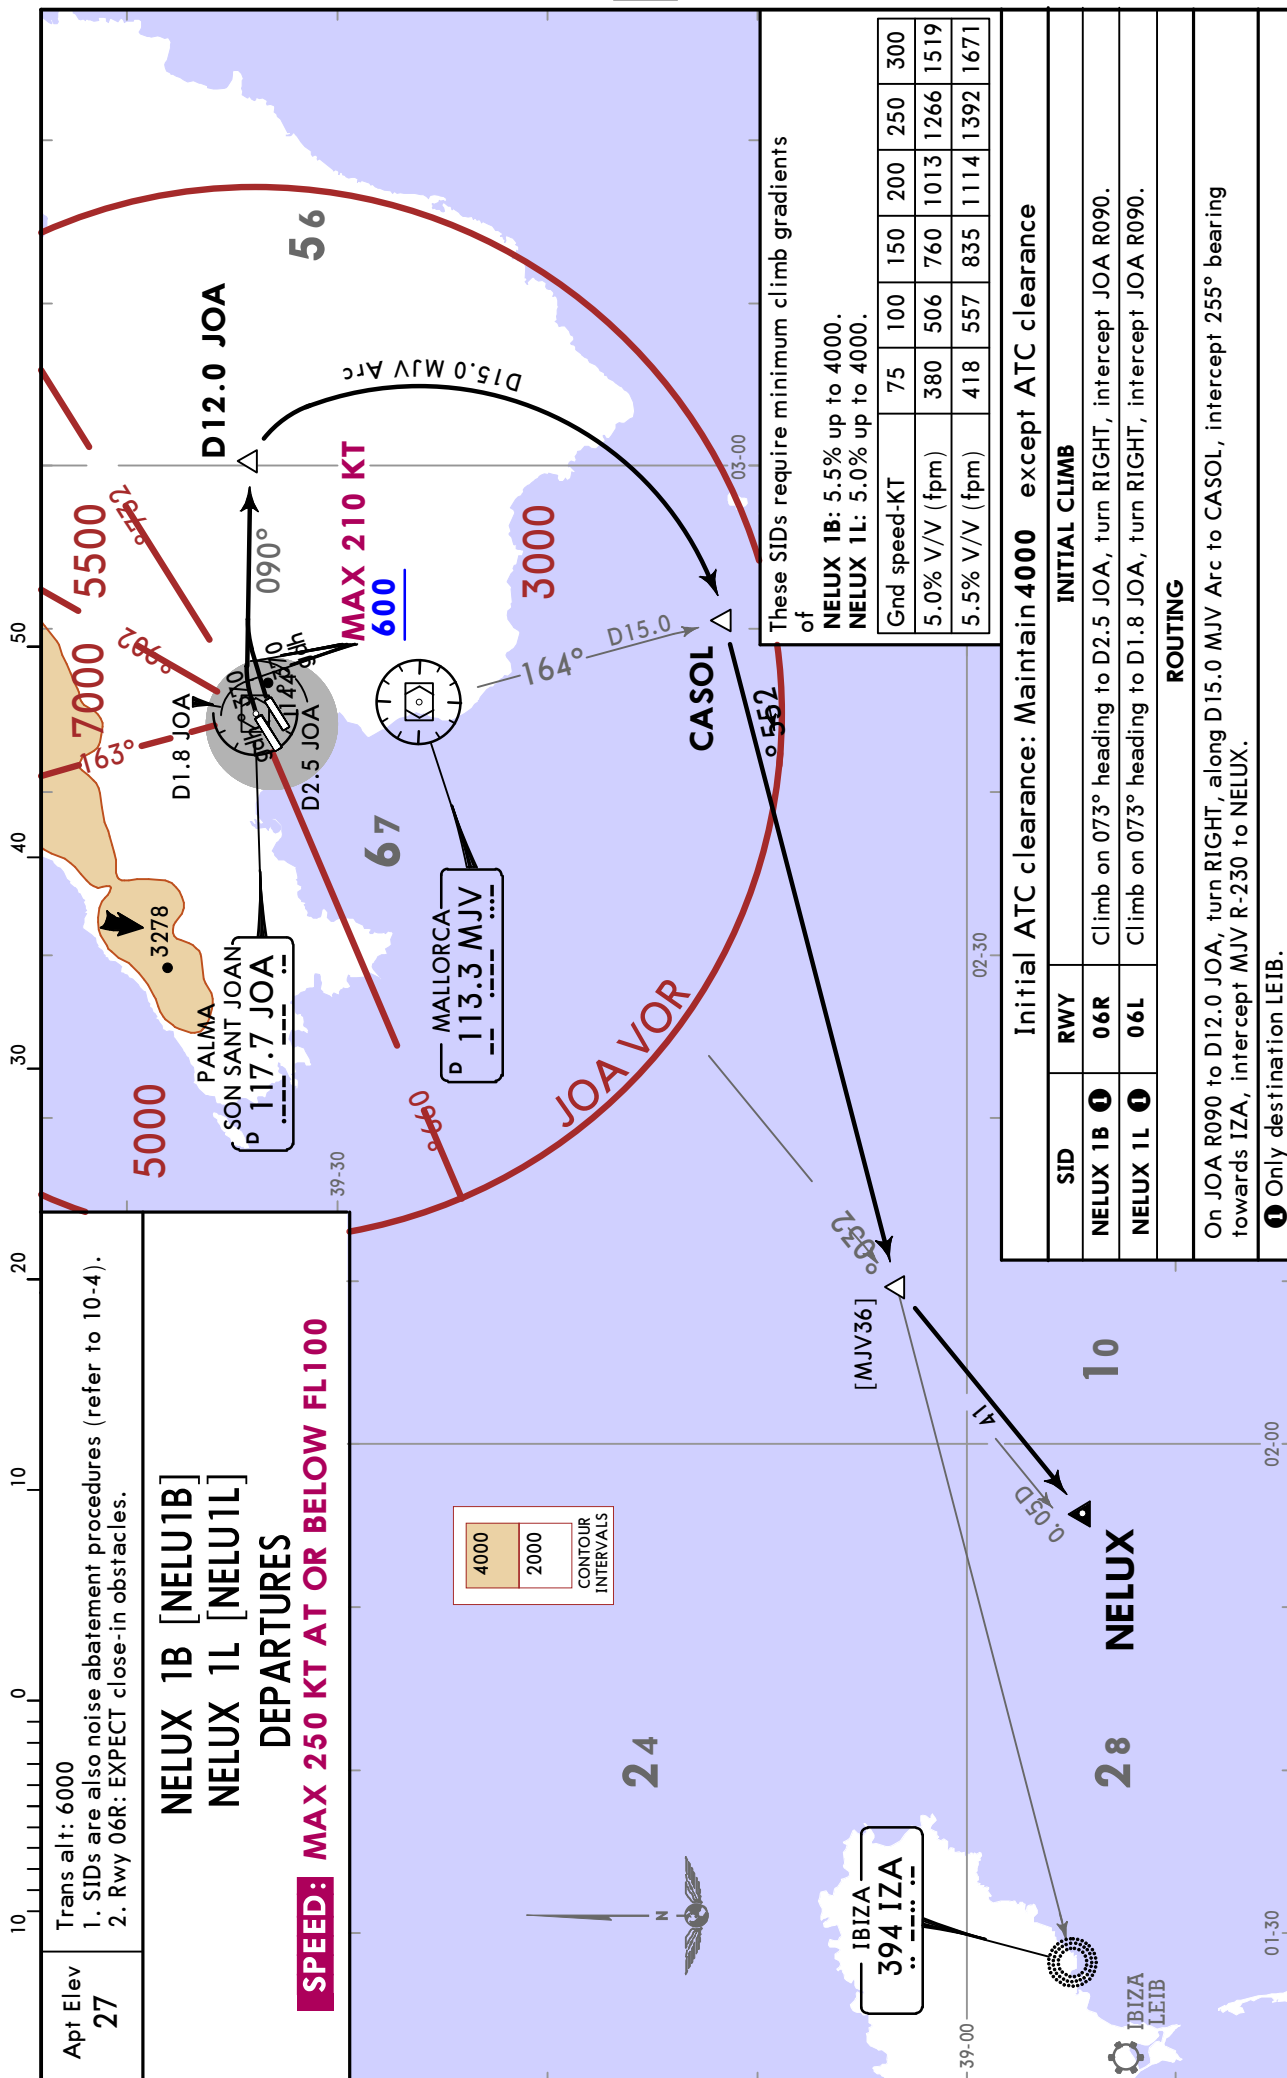 Apt Elev
27
Trans alt: 6000
1. SIDs are also noise abatement procedures (refer to 10-4).
2. Rwy 06R: EXPECT close-in obstacles.
NELUX 1B [NELU1B]
NELUX 1L [NELU1L]
DEPARTURES
SPEED: MAX 250 KT AT OR BELOW FL100
10
0
10
20
30
40
50
5000
7000
5500
3000
163°
JOA VOR
PALMA
SON SANT JOAN
D 117.7 JOA
3278
D1.8 JOA
D2.5 JOA
D12.0 JOA
090°
MAX 210 KT
600
D15.0 MJV Arc
56
67
MALLORCA
D 113.3 MJV
164°
D15.0
CASOL
[MJV36]
41
NELUX
10
24
28
N
4000
2000
CONTOUR
INTERVALS
IBIZA
394 IZA
IBIZA
LEIB
39-30
39-00
03-00
02-30
02-00
01-30
These SIDs require minimum climb gradients
of
NELUX 1B: 5.5% up to 4000.
NELUX 1L: 5.0% up to 4000.
Gnd speed-KT 75 100 150 200 250 300
5.0% V/V (fpm) 380 506 760 1013 1266 1519
5.5% V/V (fpm) 418 557 835 1114 1392 1671
Initial ATC clearance: Maintain 4000 except ATC clearance
SID RWY INITIAL CLIMB
NELUX 1B ❶ 06R Climb on 073° heading to D2.5 JOA, turn RIGHT, intercept JOA R090.
NELUX 1L ❶ 06L Climb on 073° heading to D1.8 JOA, turn RIGHT, intercept JOA R090.
ROUTING
On JOA R090 to D12.0 JOA, turn RIGHT, along D15.0 MJV Arc to CASOL, intercept 255° bearing
towards IZA, intercept MJV R-230 to NELUX.
❶ Only destination LEIB.